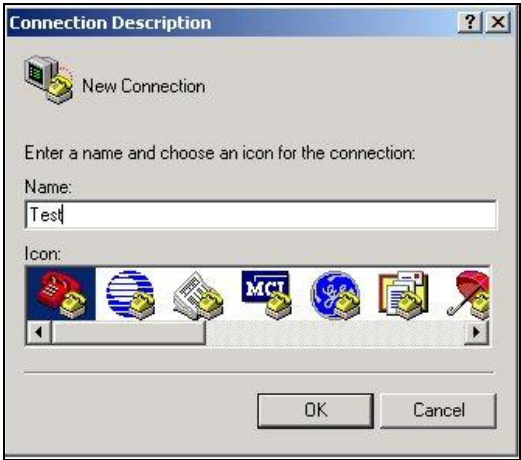 Connection Description
New Connection
Enter a name and choose an icon for the connection:
Name:
Test
Icon:
MCI
OK Cancel